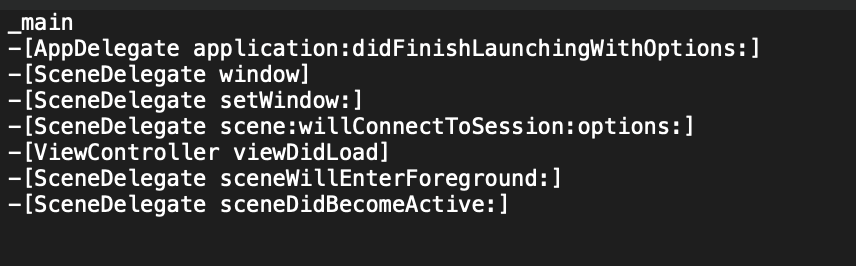 _main
-[AppDelegate application:didFinishLaunchingWithOptions:]
-[SceneDelegate window]
-[SceneDelegate setWindow:]
-[SceneDelegate scene:willConnectToSession:options:]
-[ViewController viewDidLoad]
-[SceneDelegate sceneWillEnterForeground:]
-[SceneDelegate sceneDidBecomeActive:]